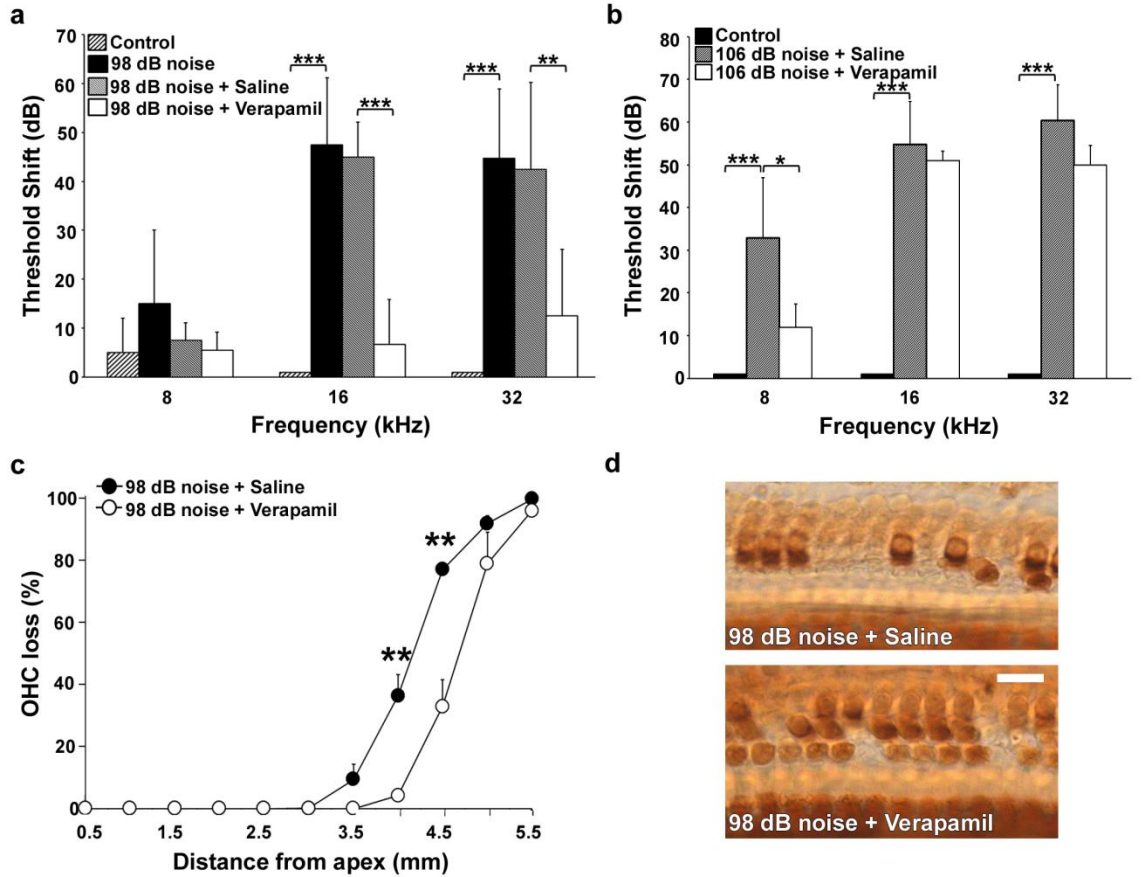 a
Control
98 dB noise
98 dB noise + Saline
98 dB noise + Verapamil
***
***
***
**
70
60
50
40
30
20
10
0
Threshold Shift (dB)
8 16 32
Frequency (kHz)
b
Control
106 dB noise + Saline
106 dB noise + Verapamil
***
*
***
***
80
70
60
50
40
30
20
10
0
Threshold Shift (dB)
8 16 32
Frequency (kHz)
c
98 dB noise + Saline
98 dB noise + Verapamil
**
**
100
80
60
40
20
0
OHC loss (%)
0.5 1.5 2.5 3.5 4.5 5.5
Distance from apex (mm)
d
98 dB noise + Saline
98 dB noise + Verapamil